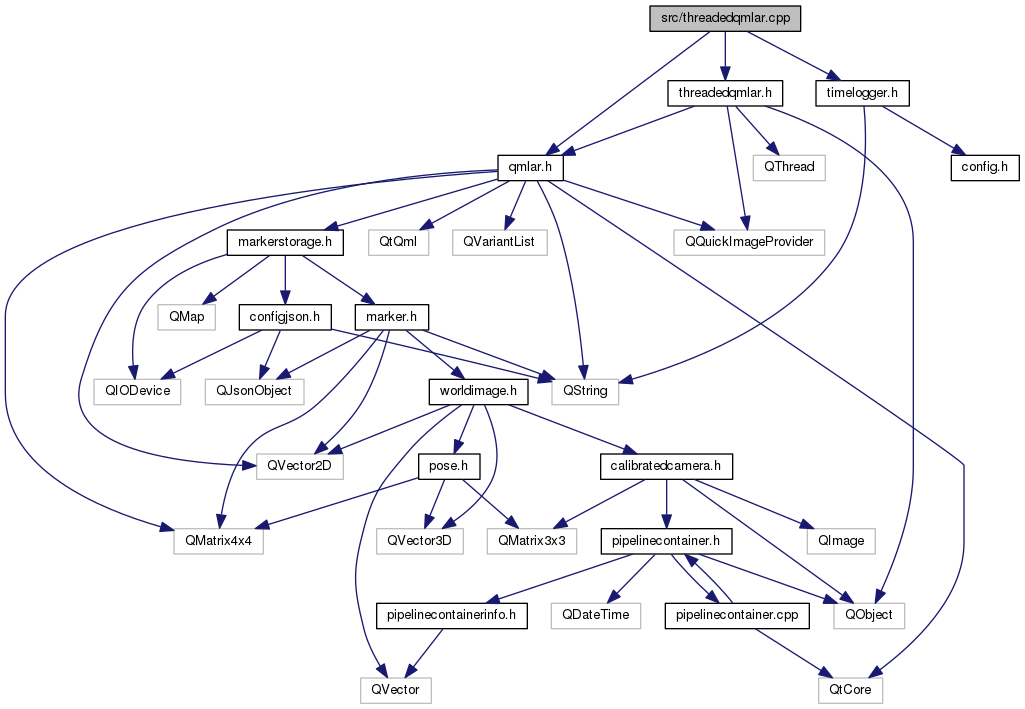 src/threadedqmlar.cpp
threadedqmlar.h
timelogger.h
qmlar.h
QThread
config.h
markerstorage.h
QtQml
QVariantList
QQuickImageProvider
QMap
configjson.h
marker.h
QIODevice
QJsonObject
worldimage.h
QString
QVector2D
pose.h
calibratedcamera.h
QMatrix4x4
QVector3D
QMatrix3x3
pipelinecontainer.h
QImage
pipelinecontainerinfo.h
QDateTime
pipelinecontainer.cpp
QObject
QVector
QtCore